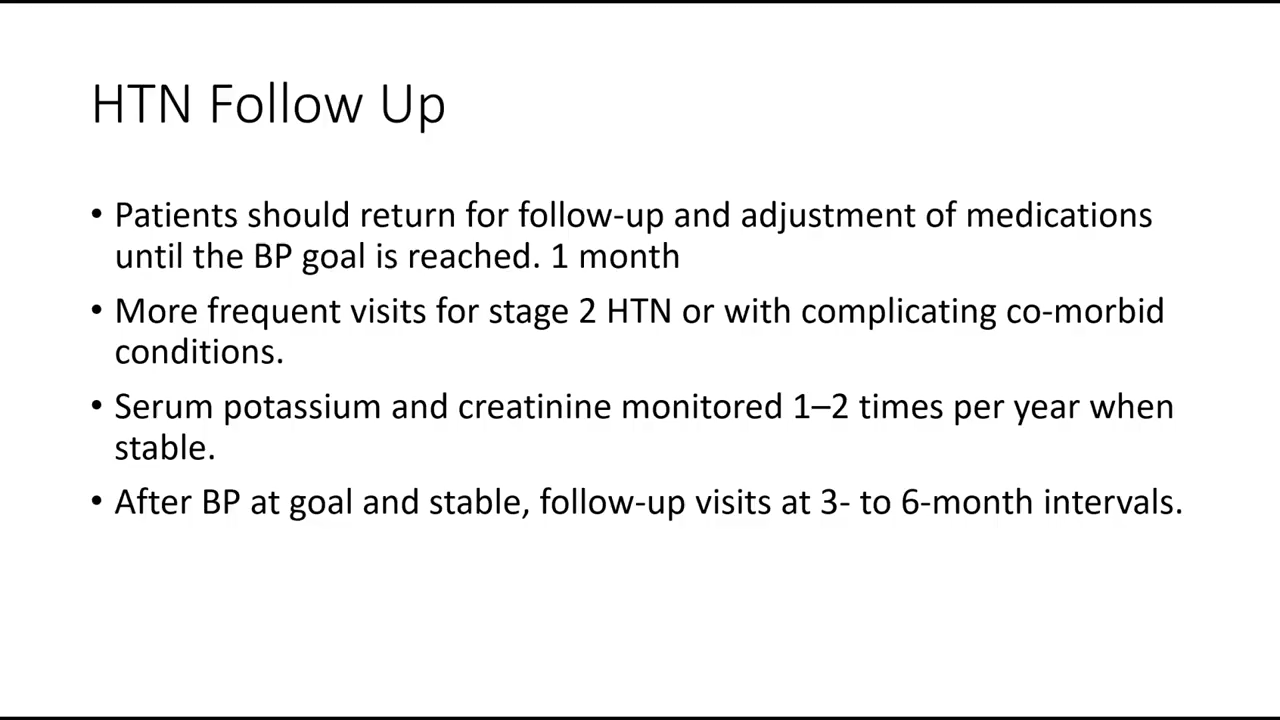 HTN Follow Up
• Patients should return for follow-up and adjustment of medications
until the BP goal is reached. 1 month
• More frequent visits for stage 2 HTN or with complicating co-morbid
conditions.
• Serum potassium and creatinine monitored 1–2 times per year when
stable.
• After BP at goal and stable, follow-up visits at 3- to 6-month intervals.